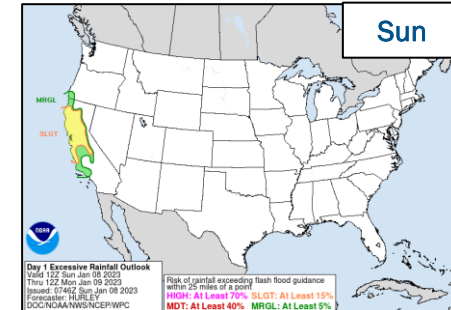 Sun
MRGL
SLGT
NOAA
Day 1 Excessive Rainfall Outlook
Valid 12Z Sun Jan 08 2023
Thru 12Z Mon Jan 09 2023
Issued: 0746Z Sun Jan 08 2023
Forecaster: HURLEY
DOC/NOAA/NWS/NCEP/WPC
Risk of rainfall exceeding flash flood guidance
within 25 miles of a point
HIGH: At Least 70% SLGT: At Least 15%
MDT: At Least 40% MRGL: At Least 5%